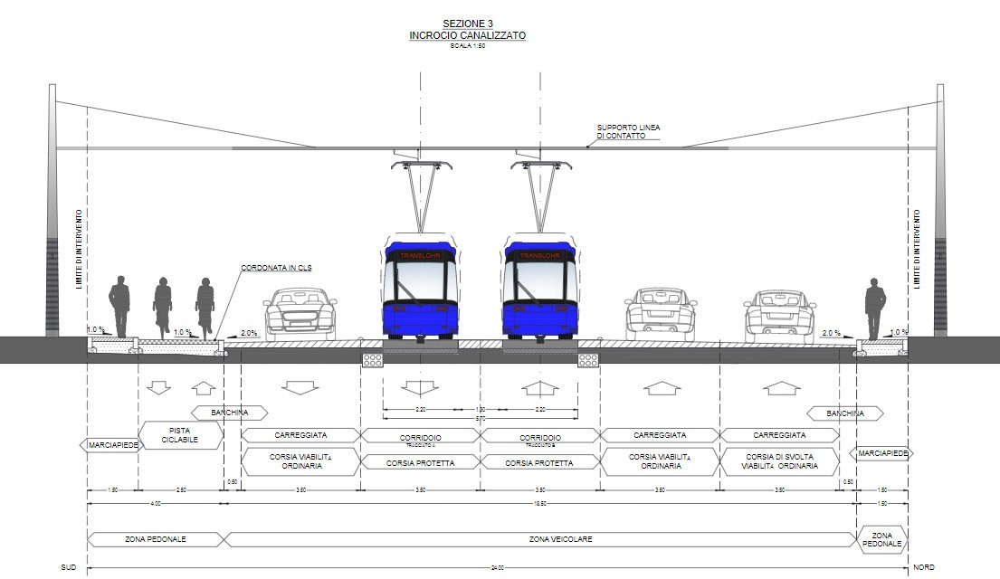 SEZIONE 3
INCROCIO CANALIZZATO
SCALA 1:50
SUPPORTO LINEA
DI CONTATTO
LIMITE DI INTERVENTO
LIMITE DI INTERVENTO
TRANSLOHR
TRANSLOHR
CORDONATA IN CLS
1.0 %
1.0 %
2.0%
2.0 %
1.0 %
2.20
2.20
5.70
BANCHINA
BANCHINA
PISTA
CICLABILE
MARCIAPIEDE
CARREGGIATA
CORRIDOIO
TRACCIATO A
CORRIDOIO
TRACCIATO B
CARREGGIATA
CARREGGIATA
MARCIAPIEDE
CORSIA VIABILITÀ
ORDINARIA
CORSIA PROTETTA
CORSIA PROTETTA
CORSIA VIABILITÀ
ORDINARIA
CORSIA DI SVOLTA
VIABILITÀ ORDINARIA
0.50
0.50
1.50
2.50
3.50
3.50
3.50
3.50
3.50
1.50
4.00
18.50
1.50
ZONA PEDONALE
ZONA VEICOLARE
ZONA
PEDONALE
SUD
24.00
NORD